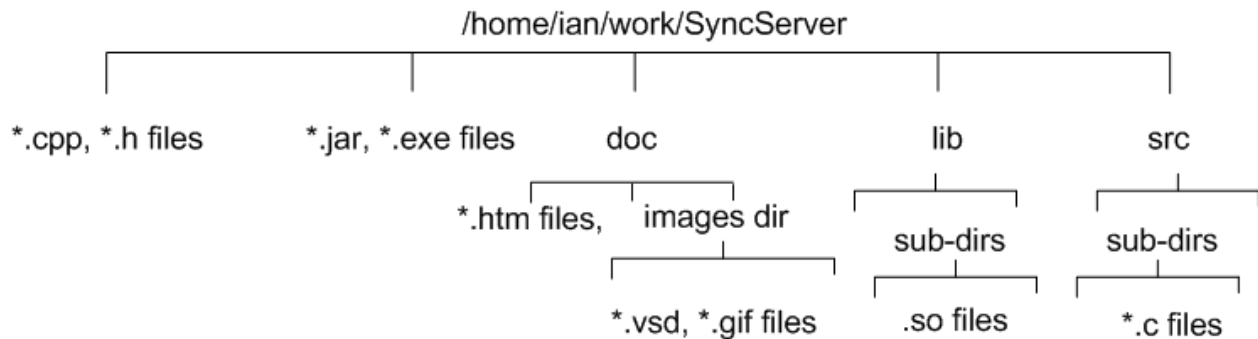 /home/ian/work/SyncServer
*.cpp, *.h files
*.jar, *.exe files
doc
lib
src
*.htm files,
images dir
sub-dirs
sub-dirs
*.vsd, *.gif files
.so files
*.c files